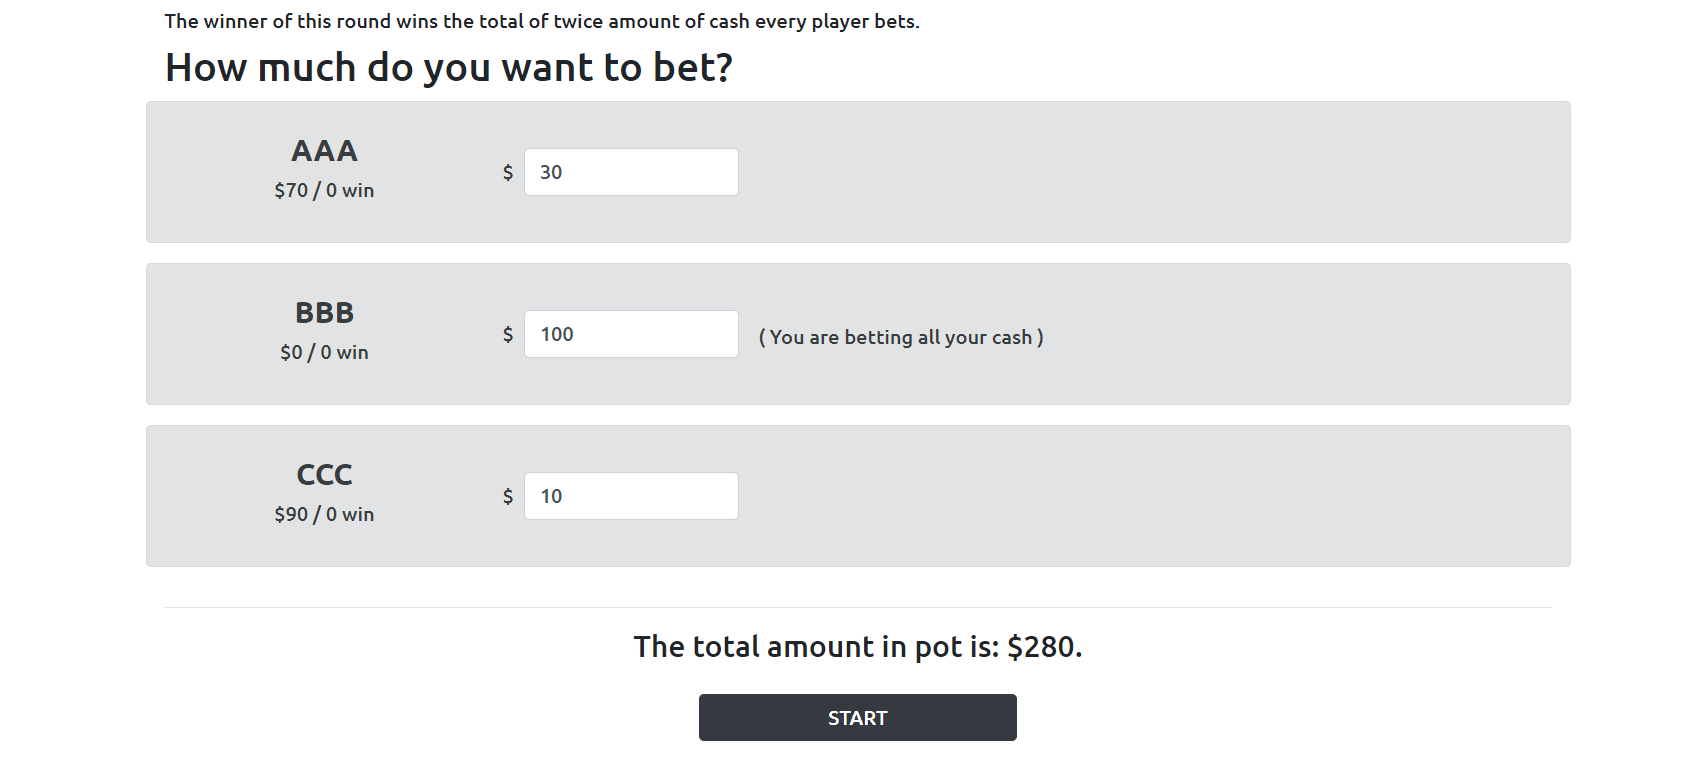 The winner of this round wins the total of twice amount of cash every player bets.
How much do you want to bet?
AAA
$70 / 0 win
$ 30
BBB
$0 / 0 win
$ 100 ( You are betting all your cash )
CCC
$90 / 0 win
$ 10
The total amount in pot is: $280.
START